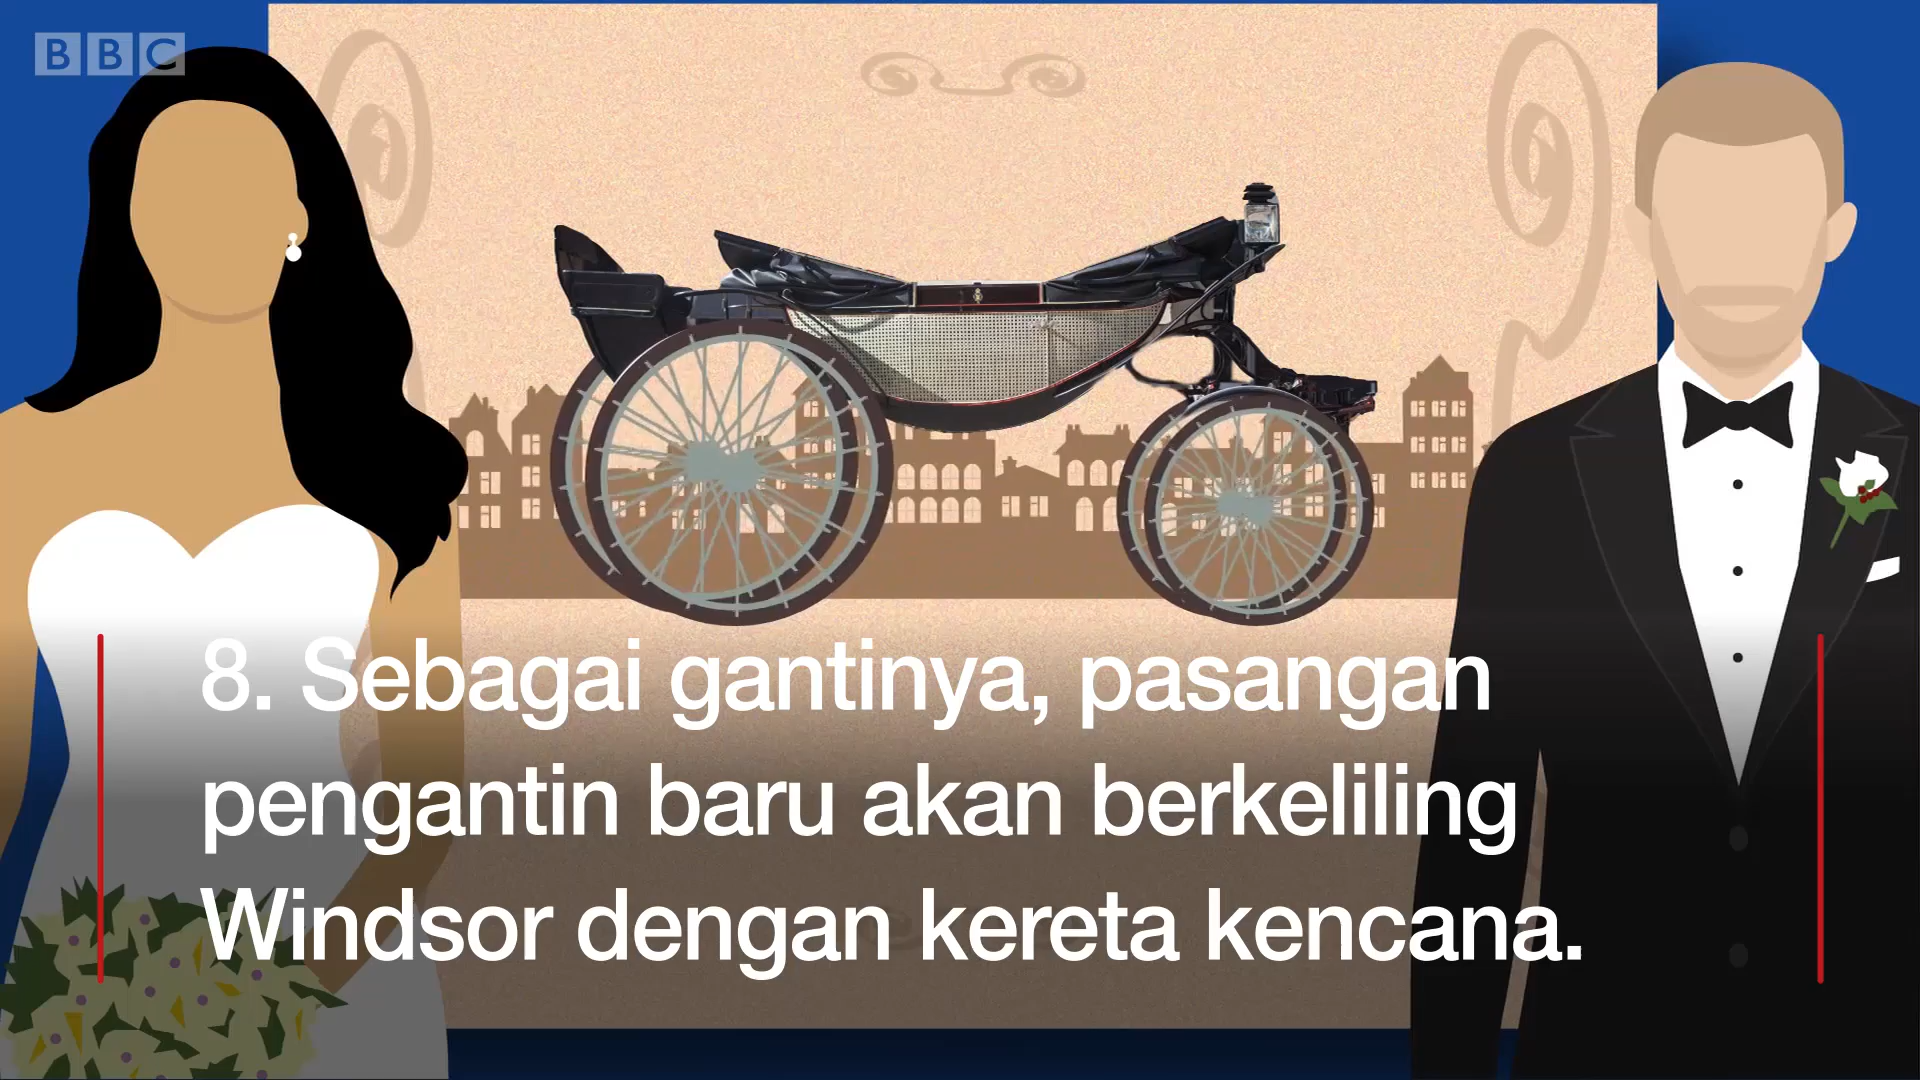 BBC
8. Sebagai gantinya, pasangan
pengantin baru akan berkeliling
Windsor dengan kereta kencana.